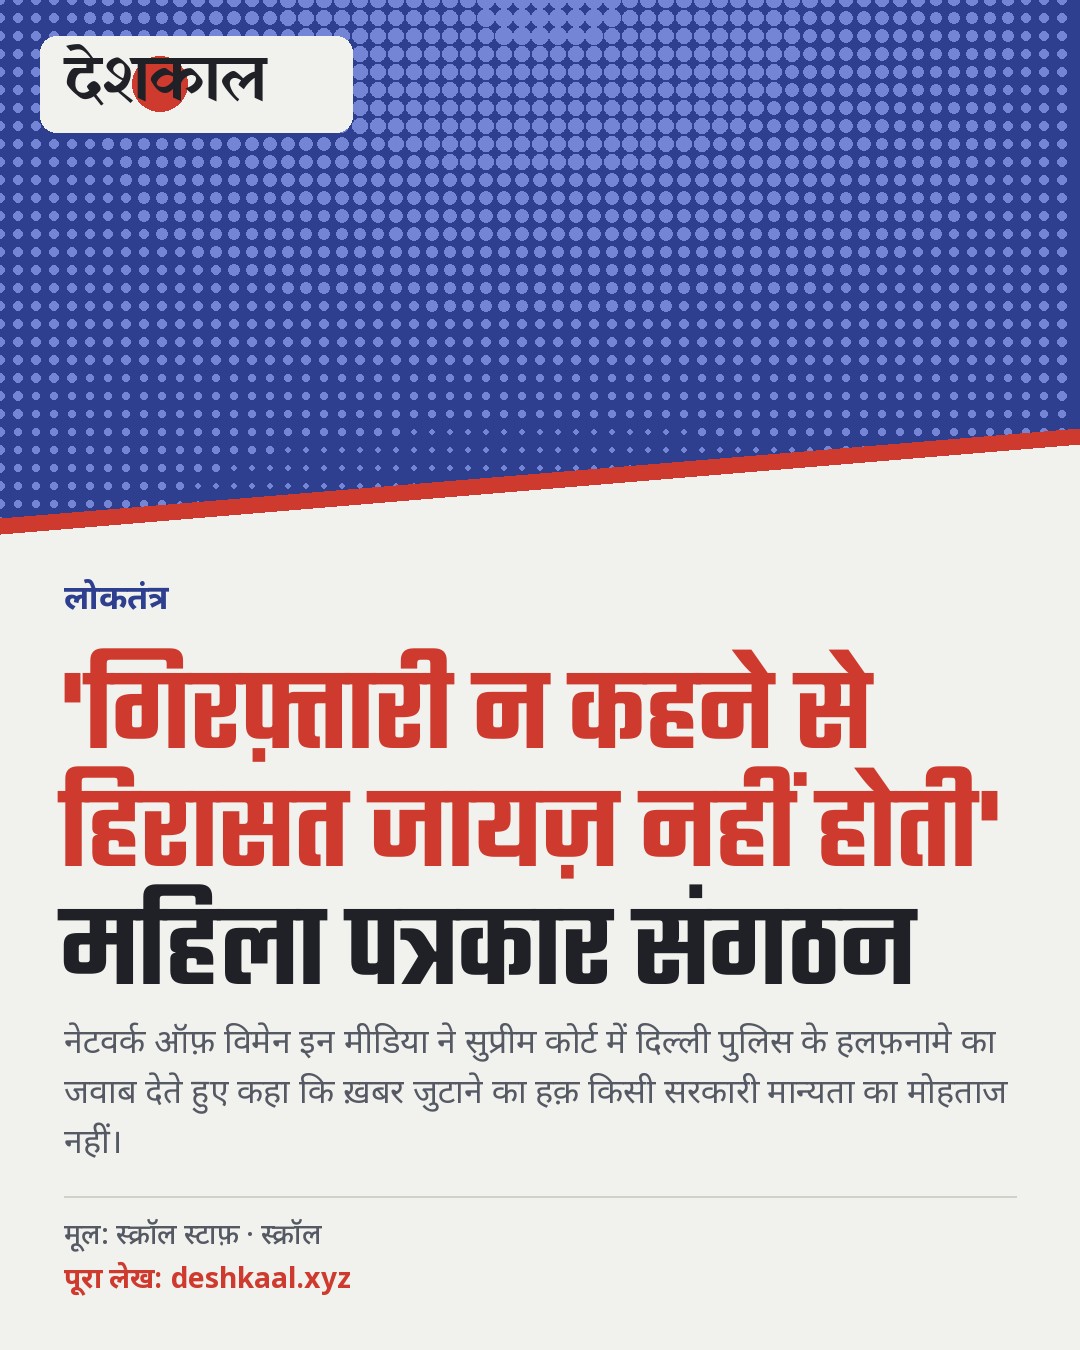 देशकाल
लोकतंत्र
'गिरफ़्तारी न कहने से
हिरासत जायज़ नहीं होती'
महिला पत्रकार संगठन
नेटवर्क ऑफ़ विमेन इन मीडिया ने सुप्रीम कोर्ट में दिल्ली पुलिस के हलफ़नामे का
जवाब देते हुए कहा कि ख़बर जुटाने का हक़ किसी सरकारी मान्यता का मोहताज
नहीं।
मूल: स्क्रॉल स्टाफ़ · स्क्रॉल
पूरा लेख: deshkaal.xyz